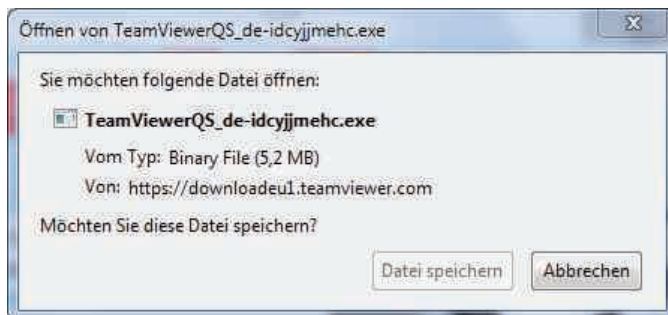 Öffnen von TeamViewerQS_de-idcyjjmehc.exe
Sie möchten folgende Datei öffnen:
TeamViewerQS_de-idcyjjmehc.exe
Vom Typ: Binary File (5,2 MB)
Von: https://downloadeu1.teamviewer.com
Möchten Sie diese Datei speichern?
Datei speichern Abbrechen